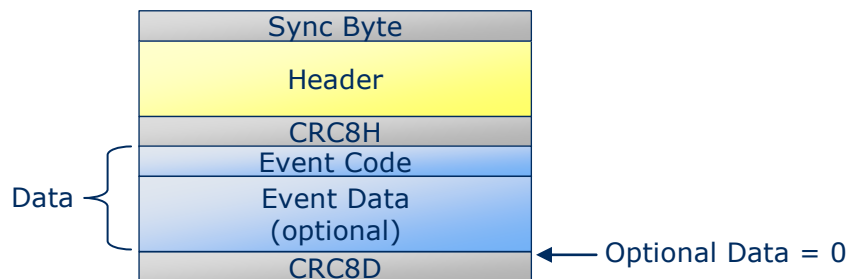 Sync Byte
Header
CRC8H
Event Code
Data
Event Data
(optional)
Optional Data = 0
CRC8D